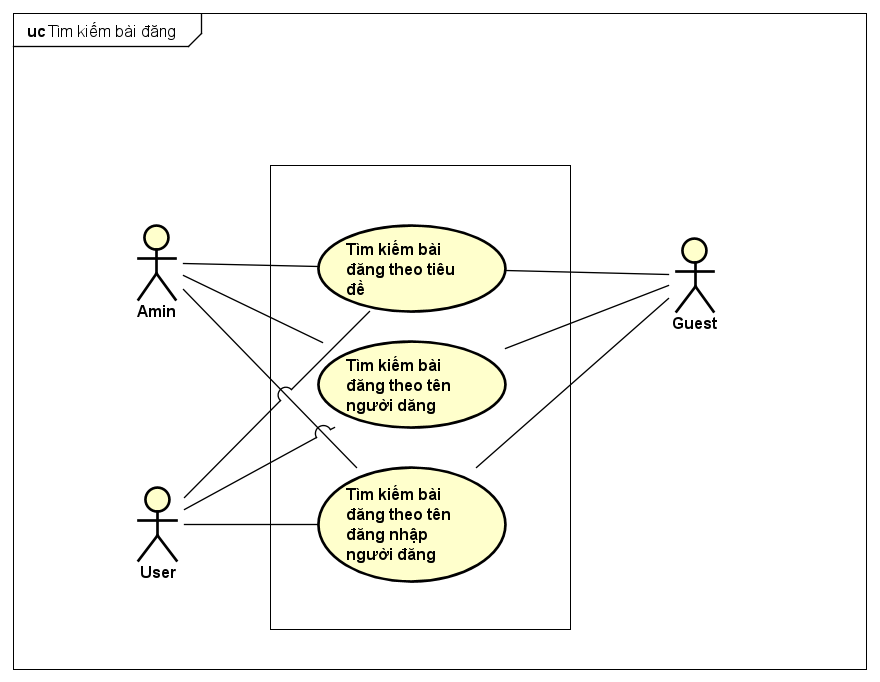 uc Tìm kiếm bài đăng
Tìm kiếm bài
đăng theo tiêu
đề
Amin
Guest
Tìm kiếm bài
đăng theo tên
người dăng
Tìm kiếm bài
đăng theo tên
đăng nhập
người đăng
User